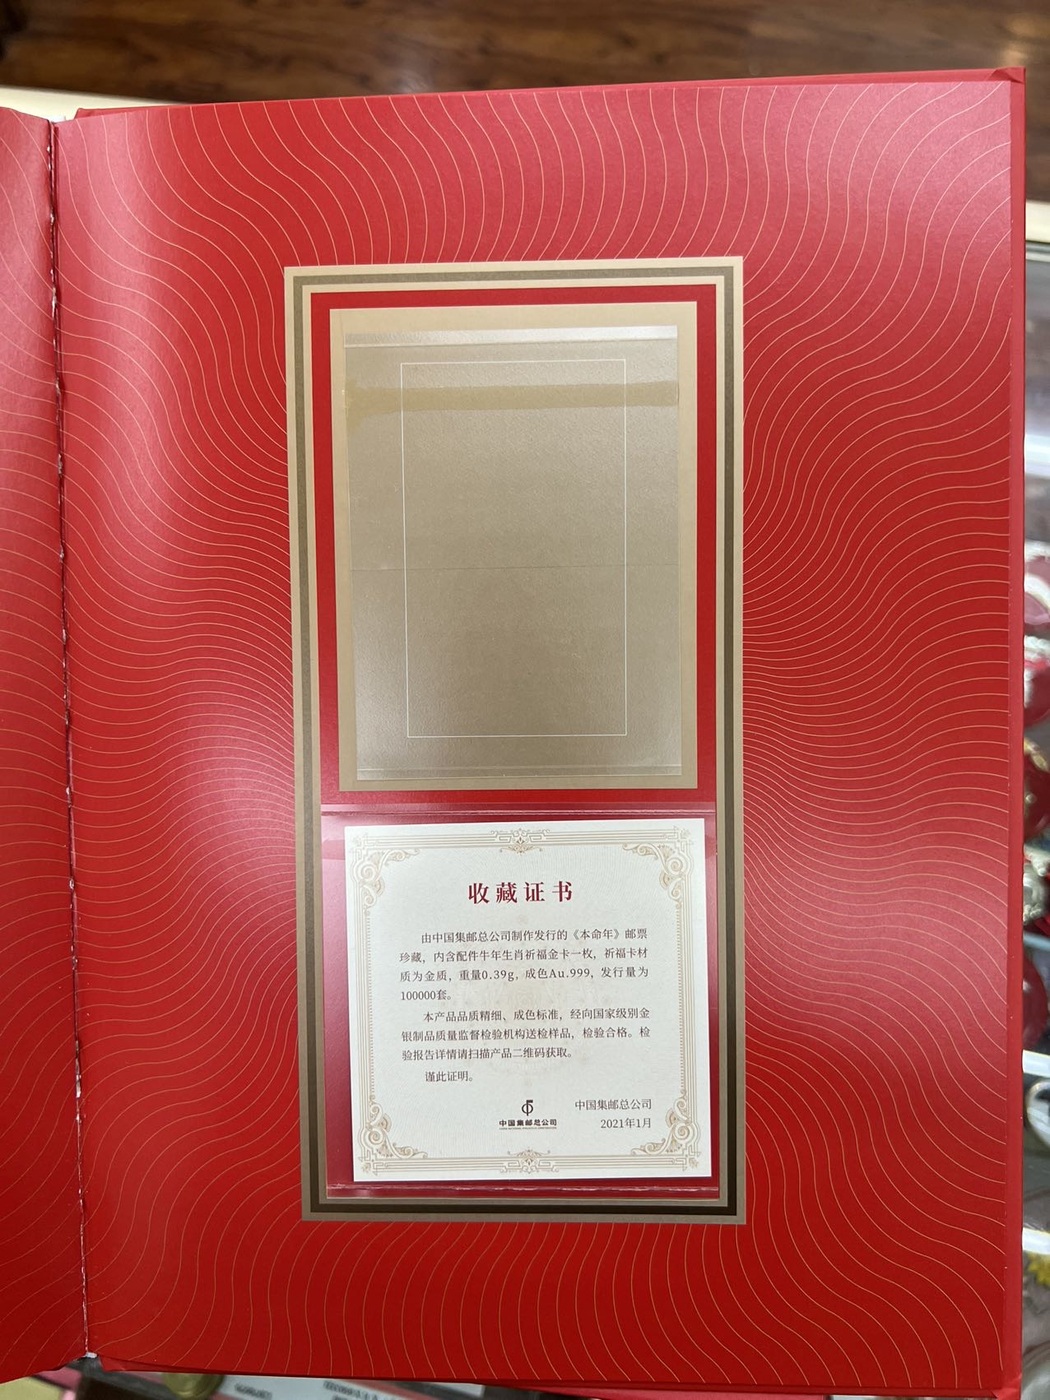 收藏证书
由中国集邮总公司制作发行的《本命年》邮票
珍藏，内含配件牛年生肖祈福金卡一枚，祈福卡材
质为金质，重量0.39g，成色Au.999，发行量为
100000套。
本产品品质精细、成色标准，经向国家级别金
银制品质量监督检验机构送检样品，检验合格。检
验报告详情请扫描产品二维码获取。
谨此证明。
中国集邮总公司
中国集邮总公司
2021年1月